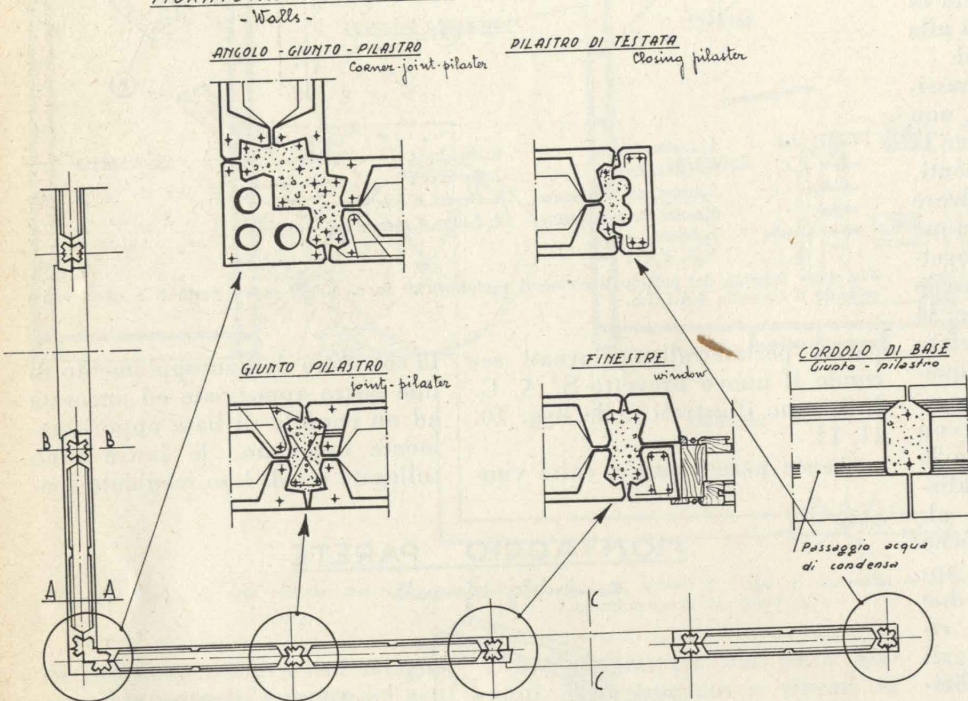 - Walls -
ANGOLO - GIUNTO - PILASTRO
Corner-joint-pilaster
PILASTRO DI TESTATA
Closing pilaster
GIUNTO PILASTRO
joint-pilaster
FINESTRE
window
CORDOLO DI BASE
Giunto - pilastro
Passaggio acqua
di condensa
B B
A A
C
C